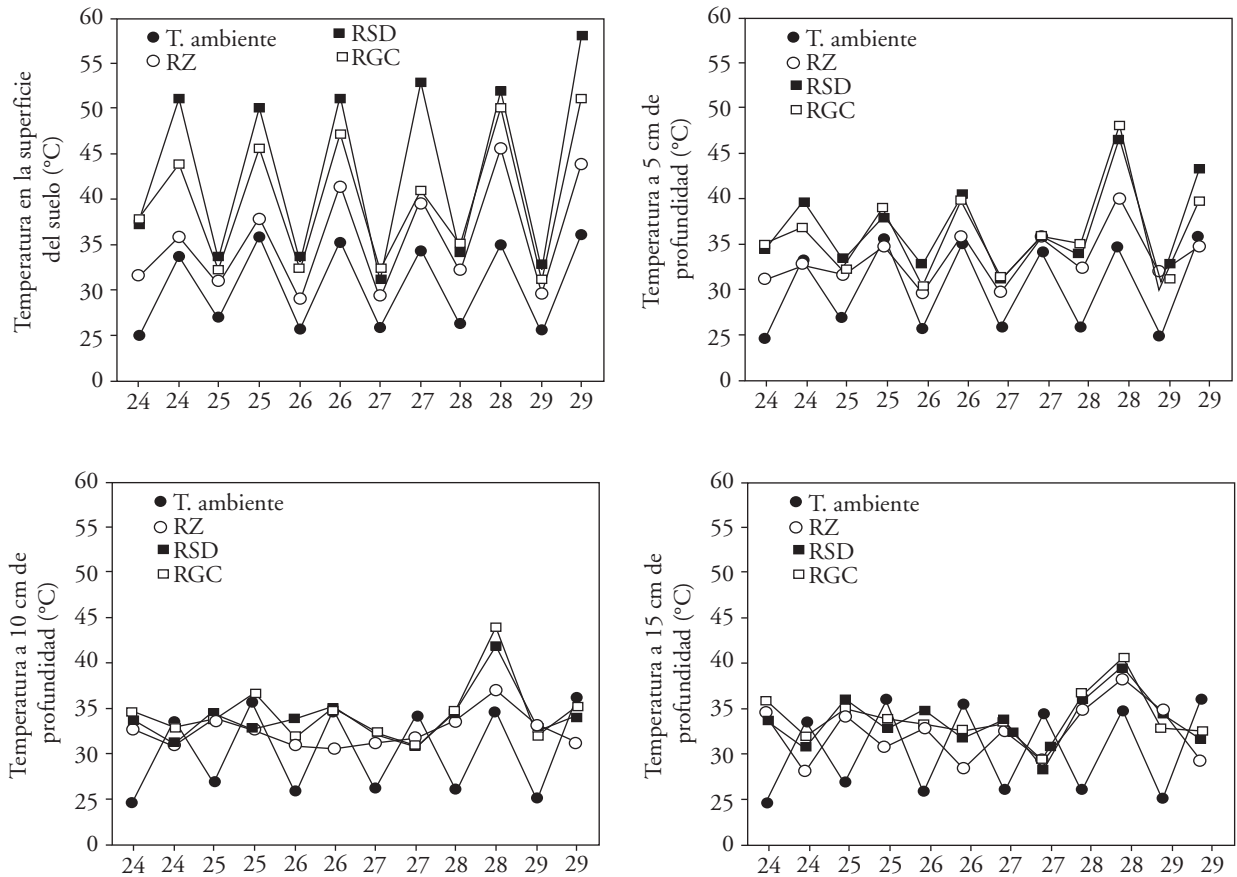 60
55
50
45
40
35
30
25
0
Temperatura en la superficie
del suelo (°C)
T. ambiente
RZ
RSD
RGC
24 24 25 25 26 26 27 27 28 28 29 29
60
55
50
45
40
35
30
25
0
Temperatura a 5 cm de
profundidad (°C)
T. ambiente
RZ
RSD
RGC
24 24 25 25 26 26 27 27 28 28 29 29
60
55
50
45
40
35
30
25
0
Temperatura a 10 cm de
profunlidad (°C)
T. ambiente
RZ
RSD
RGC
24 24 25 25 26 26 27 27 28 28 29 29
60
55
50
45
40
35
30
25
0
Temperatura a 15 cm de
profundidad (°C)
T. ambiente
RZ
RSD
RGC
24 24 25 25 26 26 27 27 28 28 29 29